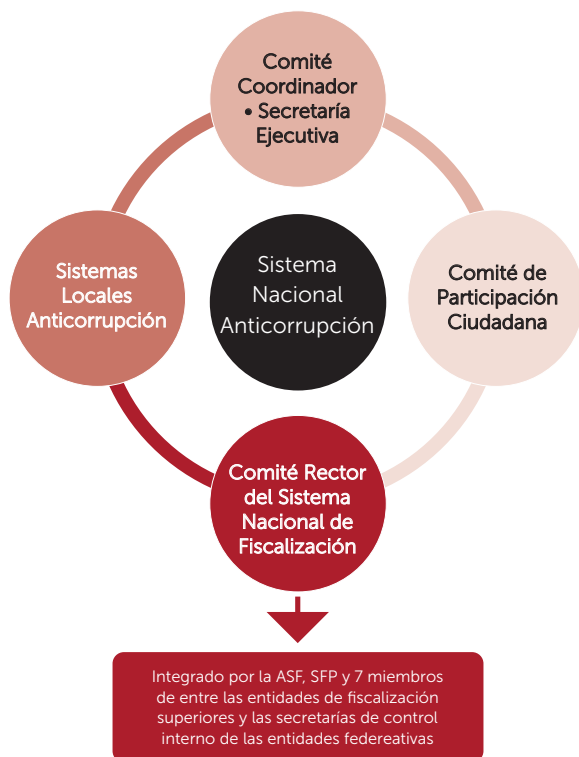 Comité
Coordinador
• Secretaría
Ejecutiva
Sistemas
Locales
Anticorrupción
Sistema
Nacional
Anticorrupción
Comité de
Participación
Ciudadana
Comité Rector
del Sistema
Nacional de
Fiscalización
Integrado por la ASF, SFP y 7 miembros
de entre las entidades de fiscalización
superiores y las secretarías de control
interno de las entidades federeativas